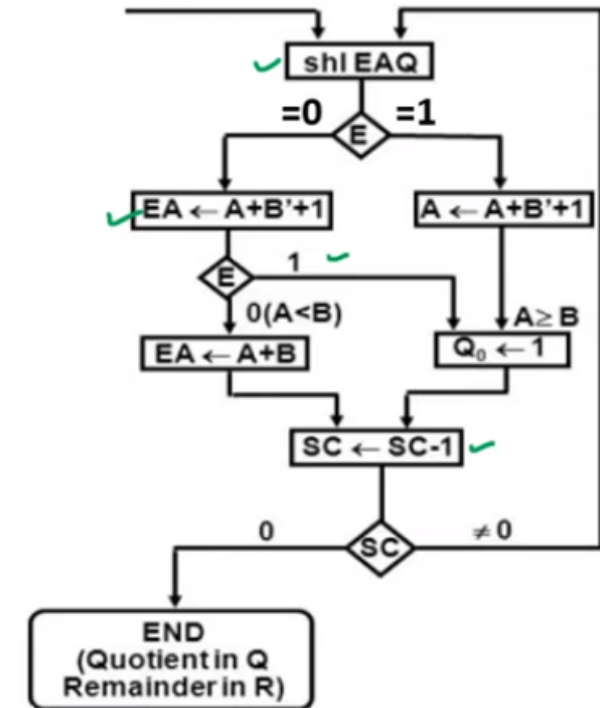 shl EAQ
=0
=1
E
EA ← A+B'+1
A ← A+B'+1
E
1
0(A<B)
A≥B
EA ← A+B
Q₀ ← 1
SC ← SC-1
0
SC
≠0
END
(Quotient in Q
Remainder in R)